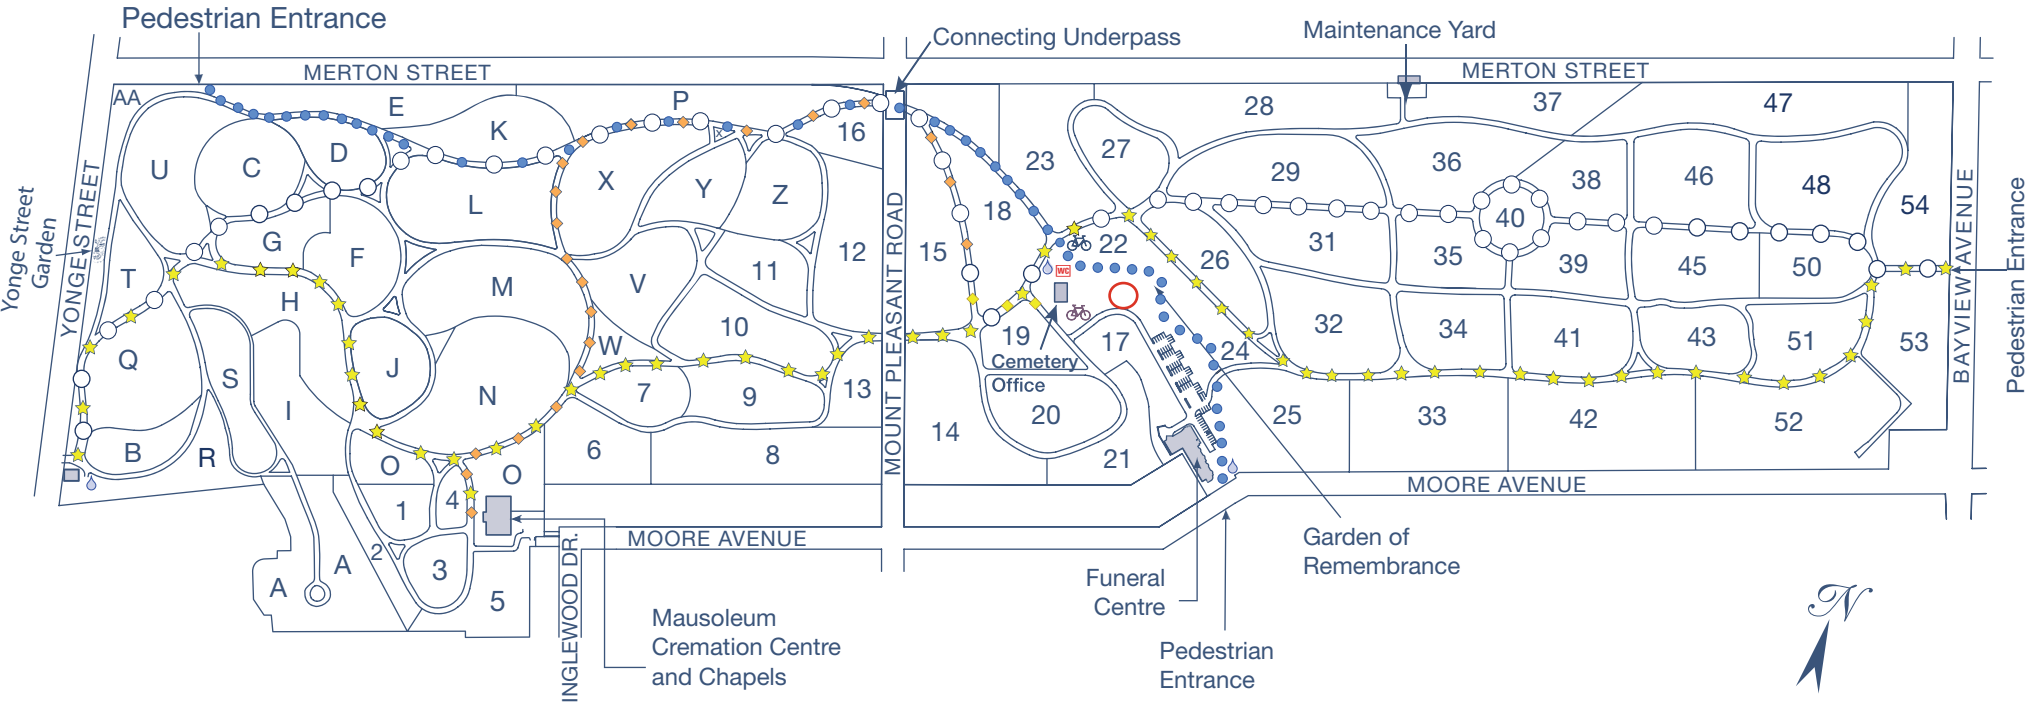 Pedestrian Entrance
Connecting Underpass
Maintenance Yard
MERTON STREET
MERTON STREET
AA
E
P
K
16
28
37
47
U
C
D
L
X
Y
Z
23
27
29
36
38
46
48
54
18
40
G
F
12
15
22
26
31
35
39
45
50
T
H
M
V
11
WC
Yonge Street
Garden
YONGE STREET
MOUNT PLEASANT ROAD
BAYVIEW AVENUE
Pedestrian Entrance
10
19
17
24
32
34
41
43
51
53
Q
S
J
N
W
7
9
13
Cemetery
Office
I
20
25
33
42
52
B
R
O
O
6
8
14
21
1
4
MOORE AVENUE
MOORE AVENUE
2
3
A
A
5
INGLEWOOD DR.
Garden of
Remembrance
Funeral
Centre
Mausoleum
Cremation Centre
and Chapels
Pedestrian
Entrance
N